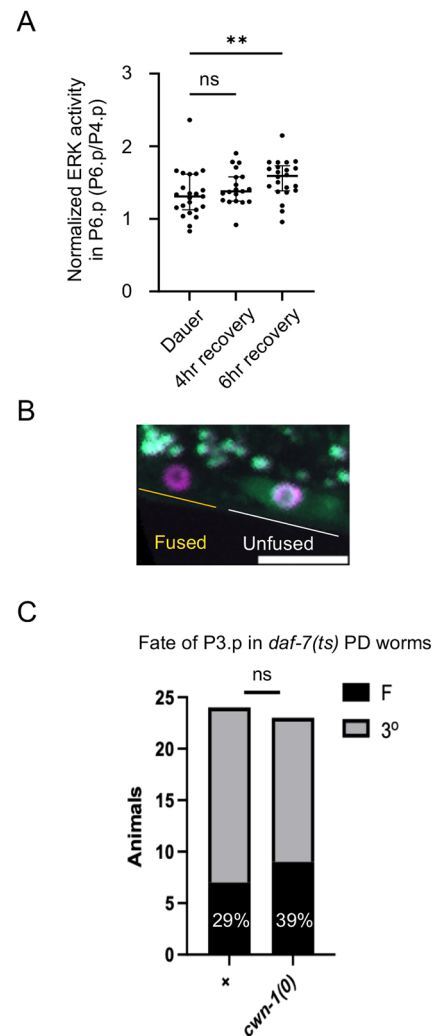 A
**
ns
3
2
1
0
Normalized ERK activity
in P6.p (P6.p/P4.p)
Dauer
4hr recovery
6hr recovery
B
Fused
Unfused
C
Fate of P3.p in daf-7(ts) PD worms
ns
F
3º
25
20
15
10
5
0
Animals
29%
39%
+
cwn-1(0)